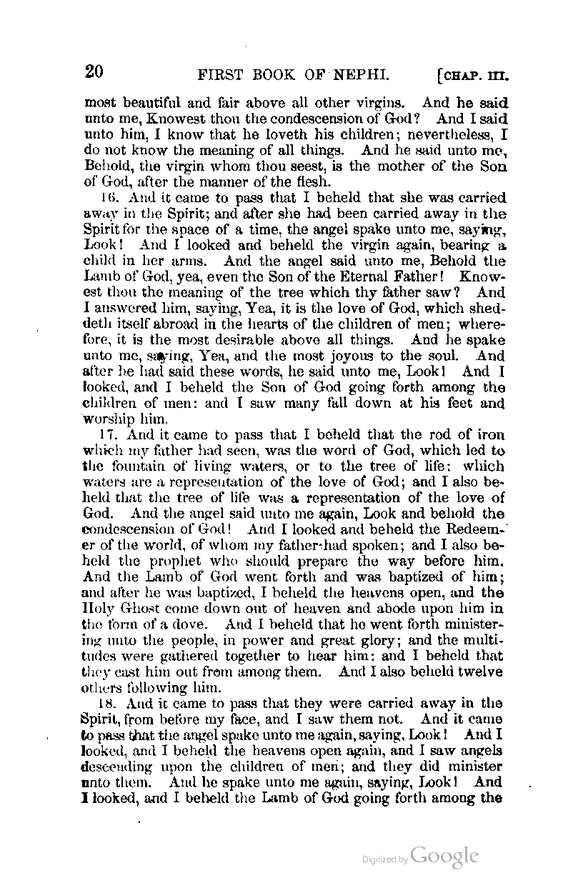 20 FIRST BOOK OF NEPHI. [CHAP. III.
most beautiful and fair above all other virgins. And he said
unto me, Knowest thou the condescension of God? And I said
unto him, I know that he loveth his children; nevertheless, I
do not know the meaning of all things. And he said unto me,
Behold, the virgin whom thou seest, is the mother of the Son
of God, after the manner of the flesh.
16. And it came to pass that I beheld that she was carried
away in the Spirit; and after she had been carried away in the
Spirit for the space of a time, the angel spake unto me, saying,
Look! And I looked and beheld the virgin again, bearing a
child in her arms. And the angel said unto me, Behold the
Lamb of God, yea, even the Son of the Eternal Father! Know-
est thou the meaning of the tree which thy father saw? And
I answered him, saying, Yea, it is the love of God, which shed-
deth itself abroad in the hearts of the children of men; where-
fore, it is the most desirable above all things. And he spake
unto me, saying, Yea, and the most joyous to the soul. And
after he had said these words, he said unto me, Look! And I
looked, and I beheld the Son of God going forth among the
children of men: and I saw many fall down at his feet and
worship him.
17. And it came to pass that I beheld that the rod of iron
which my father had seen, was the word of God, which led to
the fountain of living waters, or to the tree of life: which
waters are a representation of the love of God; and I also be-
held that the tree of life was a representation of the love of
God. And the angel said unto me again, Look and behold the
condescension of God! And I looked and beheld the Redeem-
er of the world, of whom my father had spoken; and I also be-
held the prophet who should prepare the way before him.
And the Lamb of God went forth and was baptized of him;
and after he was baptized, I beheld the heavens open, and the
Holy Ghost come down out of heaven and abode upon him in
the form of a dove. And I beheld that he went forth minister-
ing unto the people, in power and great glory; and the multi-
tudes were gathered together to hear him: and I beheld that
they cast him out from among them. And I also beheld twelve
others following him.
18. And it came to pass that they were carried away in the
Spirit, from before my face, and I saw them not. And it came
to pass that the angel spake unto me again, saying, Look! And I
looked, and I beheld the heavens open again, and I saw angels
descending upon the children of men; and they did minister
unto them. And he spake unto me again, saying, Look! And
I looked, and I beheld the Lamb of God going forth among the
Digitized by Google